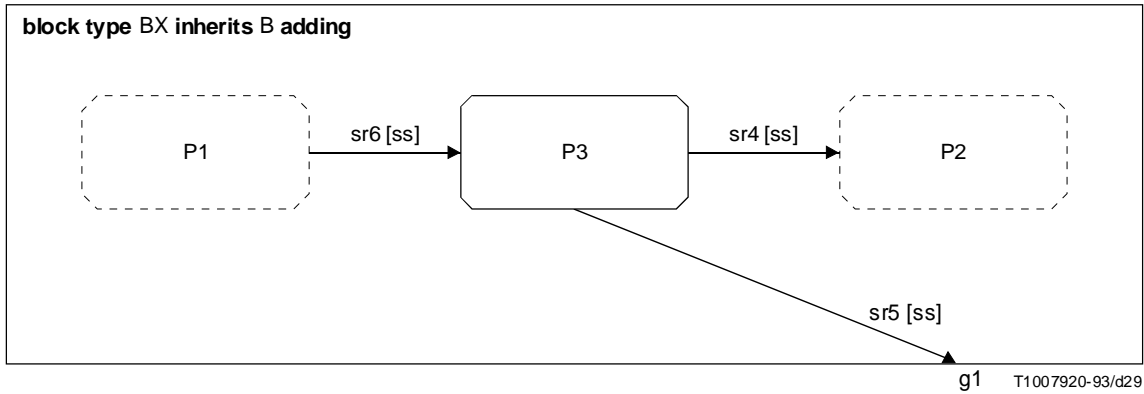 block type BX inherits B adding
P1
sr6 [ss]
P3
sr4 [ss]
P2
sr5 [ss]
g1
T1007920-93/d29